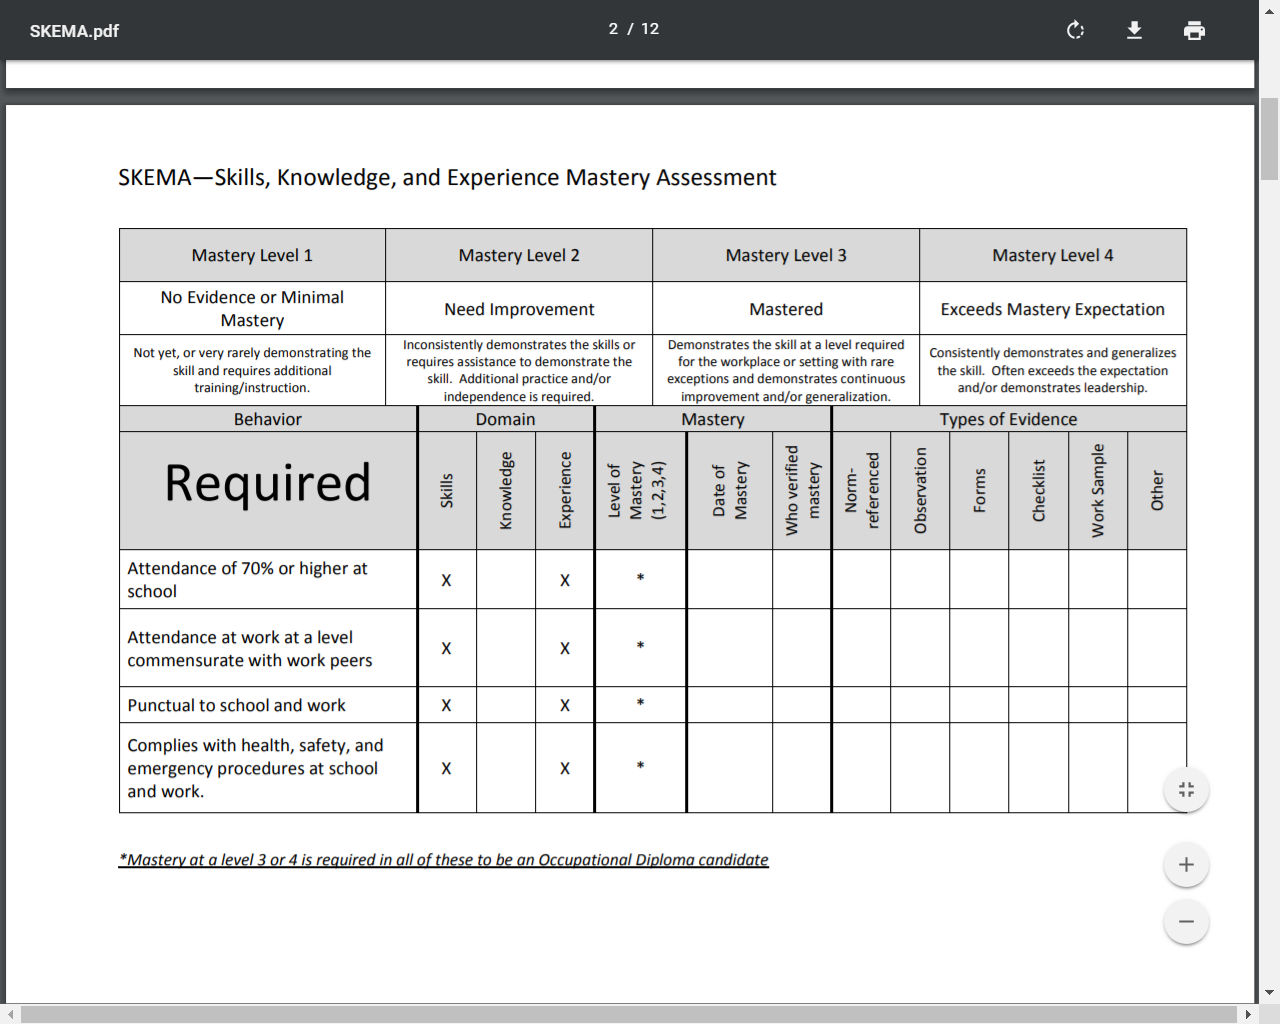 SKEMA.pdf
2 / 12
SKEMA—Skills, Knowledge, and Experience Mastery Assessment
Mastery Level 1
Mastery Level 2
Mastery Level 3
Mastery Level 4
No Evidence or Minimal
Mastery
Need Improvement
Mastered
Exceeds Mastery Expectation
Not yet, or very rarely demonstrating the
skill and requires additional
training/instruction.
Inconsistently demonstrates the skills or
requires assistance to demonstrate the
skill.  Additional practice and/or
independence is required.
Demonstrates the skill at a level required
for the workplace or setting with rare
exceptions and demonstrates continuous
improvement and/or generalization.
Consistently demonstrates and generalizes
the skill.  Often exceeds the expectation
and/or demonstrates leadership.
Behavior
Domain
Mastery
Types of Evidence
Required
Skills
Knowledge
Experience
Level of
Mastery
(1,2,3,4)
Date of
Mastery
Who verified
mastery
Norm-
referenced
Observation
Forms
Checklist
Work Sample
Other
Attendance of 70% or higher at
school
X
X
*
Attendance at work at a level
commensurate with work peers
X
X
*
Punctual to school and work
X
X
*
Complies with health, safety, and
emergency procedures at school
and work.
X
X
*
*Mastery at a level 3 or 4 is required in all of these to be an Occupational Diploma candidate